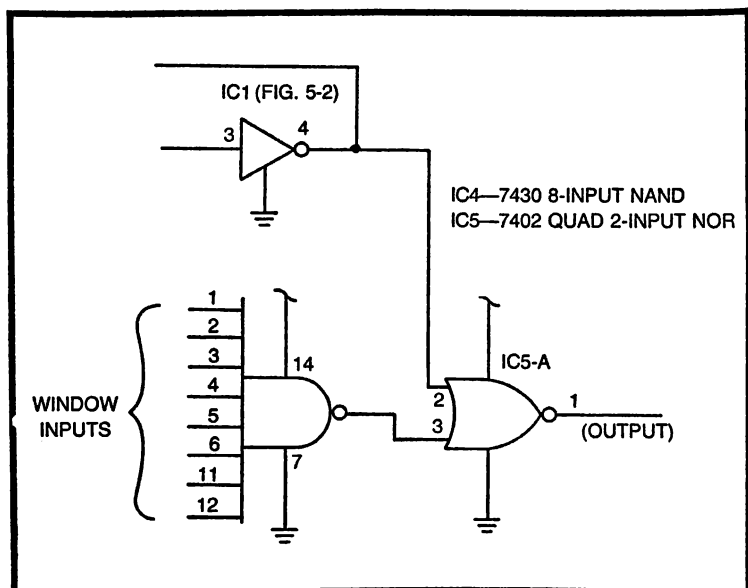 IC1 (FIG. 5-2)
3
4
IC4—7430 8-INPUT NAND
IC5—7402 QUAD 2-INPUT NOR
1
2
3
4
5
6
11
12
WINDOW
INPUTS
14
7
IC5-A
2
3
1
(OUTPUT)